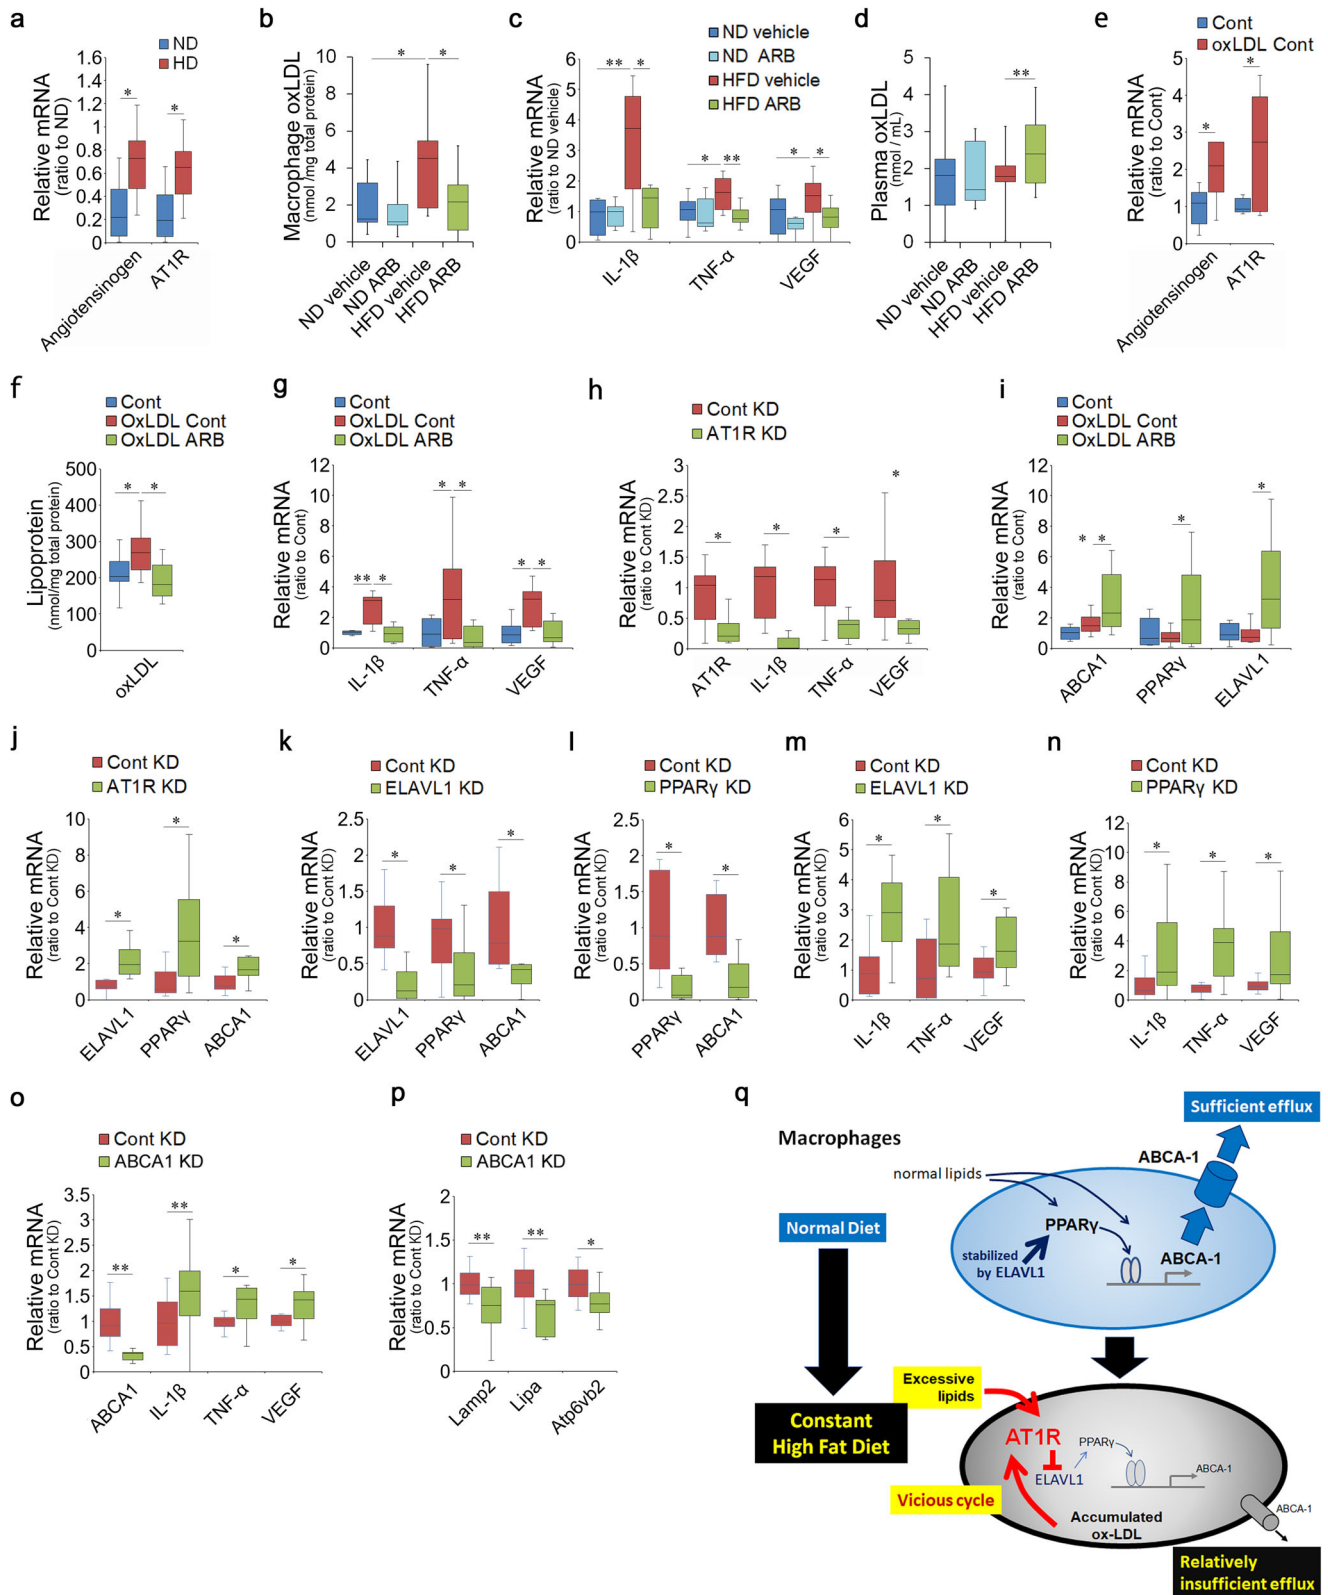 a
ND
HD
Relative mRNA
(ratio to ND)
1.6
1.4
1.2
1
0.8
0.6
0.4
0.2
0
*
*
Angiotensinogen
AT1R
b
Macrophage oxLDL
(nmol /mg total protein)
10
8
6
4
2
0
*
*
ND vehicle
ND ARB
HFD vehicle
HFD ARB
c
ND vehicle
ND ARB
HFD vehicle
HFD ARB
Relative mRNA
(ratio to ND vehicle)
6
5
4
3
2
1
0
**
*
*
**
*
*
IL-1β
TNF-α
VEGF
d
Plasma oxLDL
(nmol / mL)
5
4
3
2
1
0
**
ND vehicle
ND ARB
HFD vehicle
HFD ARB
e
Cont
oxLDL Cont
Relative mRNA
(ratio to Cont)
5
4
3
2
1
0
*
*
Angiotensinogen
AT1R
f
Cont
OxLDL Cont
OxLDL ARB
Lipoprotein
(nmol/mg total protein)
500
400
300
200
100
0
*
*
oxLDL
g
Cont
OxLDL Cont
OxLDL ARB
Relative mRNA
(ratio to Cont)
12
10
8
6
4
2
0
**
*
*
*
*
*
IL-1β
TNF-α
VEGF
h
Cont KD
AT1R KD
Relative mRNA
(ratio to Cont KD)
3
2.5
2
1.5
1
0.5
0
*
*
*
*
AT1R
IL-1β
TNF-α
VEGF
i
Cont
OxLDL Cont
OxLDL ARB
Relative mRNA
(ratio to Cont)
12
10
8
6
4
2
0
*
*
*
*
ABCA1
PPARγ
ELAVL1
j
Cont KD
AT1R KD
Relative mRNA
(ratio to Cont KD)
10
8
6
4
2
0
*
*
*
ELAVL1
PPARγ
ABCA1
k
Cont KD
ELAVL1 KD
Relative mRNA
(ratio to Cont KD)
2.5
2
1.5
1
0.5
0
*
*
*
ELAVL1
PPARγ
ABCA1
l
Cont KD
PPARγ KD
Relative mRNA
(ratio to Cont KD)
2.5
2
1.5
1
0.5
0
*
*
PPARγ
ABCA1
m
Cont KD
ELAVL1 KD
Relative mRNA
(ratio to Cont KD)
6
5
4
3
2
1
0
*
*
*
IL-1β
TNF-α
VEGF
n
Cont KD
PPARγ KD
Relative mRNA
(ratio to Cont KD)
12
10
8
6
4
2
0
*
*
*
IL-1β
TNF-α
VEGF
o
Cont KD
ABCA1 KD
Relative mRNA
(ratio to Cont KD)
3.5
3
2.5
2
1.5
1
0.5
0
**
**
*
*
ABCA1
IL-1β
TNF-α
VEGF
p
Cont KD
ABCA1 KD
Relative mRNA
(ratio to Cont KD)
2
1.5
1
0.5
0
**
**
*
Lamp2
Lipa
Atp6vb2
q
Sufficient efflux
Macrophages
ABCA-1
normal lipids
Normal Diet
PPARγ
stabilized
by ELAVL1
ABCA-1
Excessive
lipids
Constant
High Fat Diet
AT1R
PPARγ
ELAVL1
ABCA-1
Vicious cycle
Accumulated
ox-LDL
ABCA-1
Relatively
insufficient efflux